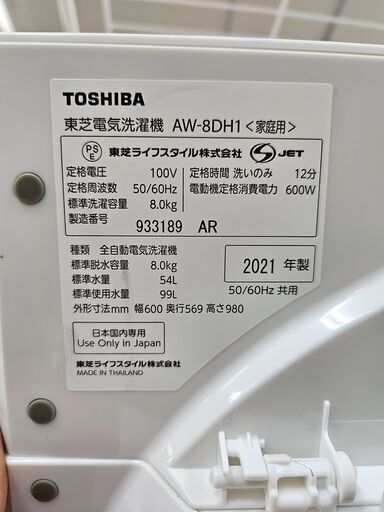 TOSHIBA
東芝電気洗濯機 AW-8DH1<家庭用>
PS
E
東芝ライフスタイル株式会社 S JET
定格電圧 100V 定格時間 洗いのみ 12分
定格周波数 50/60Hz 電動機定格消費電力 600W
標準洗濯容量 8.0kg
製造番号 933189 AR
種類 全自動電気洗濯機
標準脱水容量 8.0kg
標準水量 54L
標準使用水量 99L
2021 年製
50/60Hz 共用
外形寸法mm 幅600 奥行569 高さ980
日本国内専用
Use Only in Japan
東芝ライフスタイル株式会社
MADE IN THAILAND